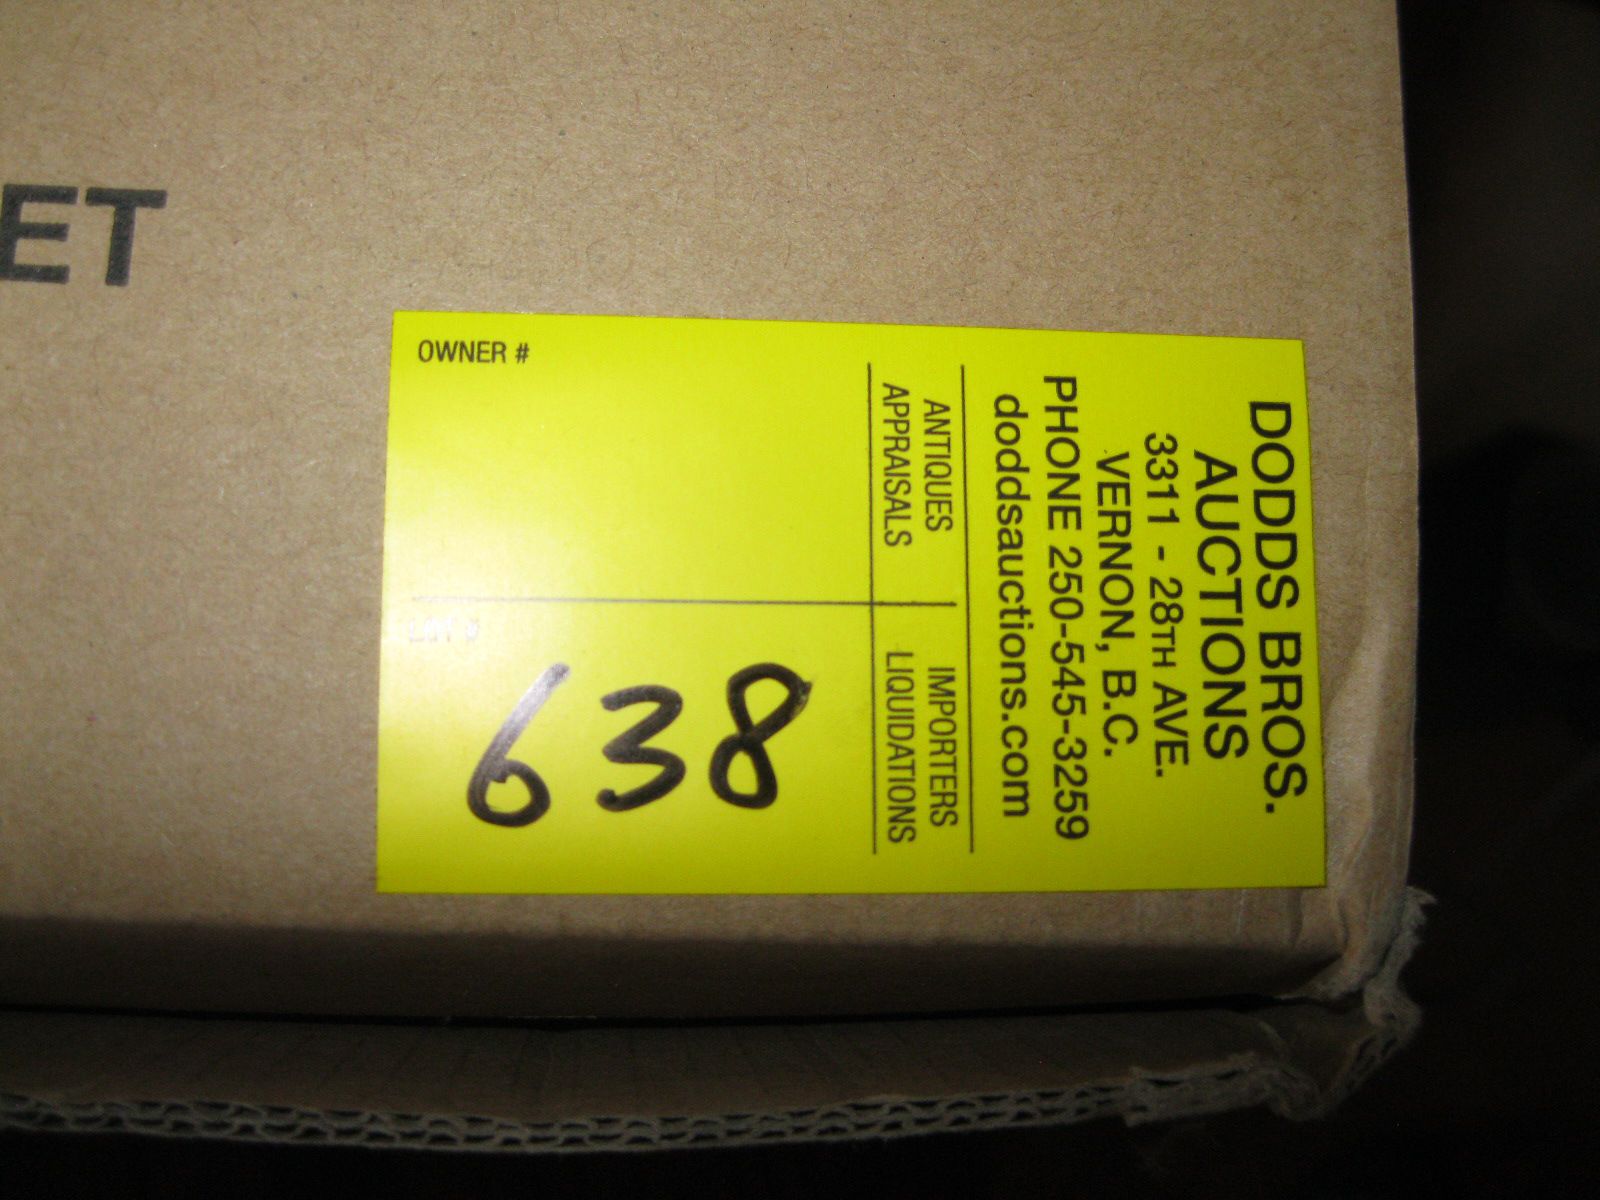 ET
DODDS BROS.
AUCTIONS
3311 - 28TH AVE.
VERNON, B.C.
PHONE 250-545-3259
doddsauctions.com
ANTIQUES
APPRAISALS
IMPORTERS
LIQUIDATIONS
OWNER #
LOT #
638